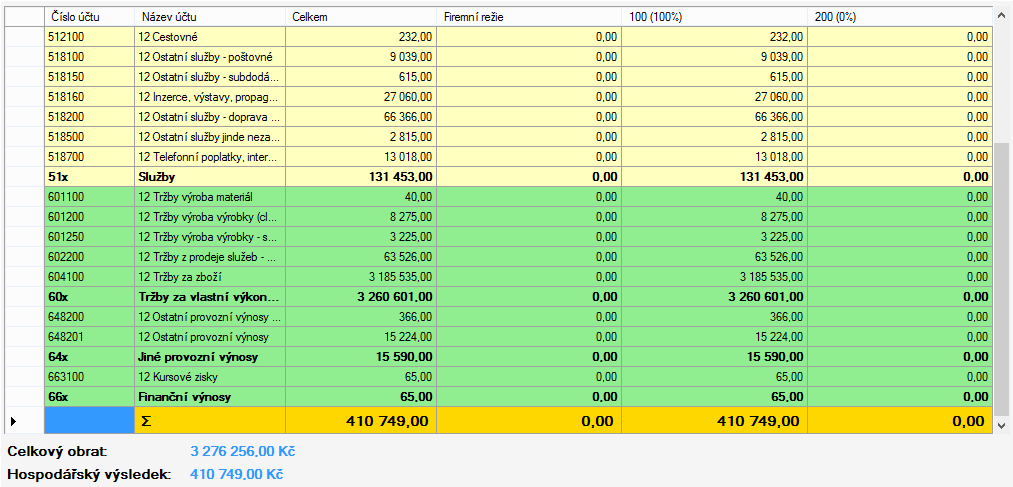 Číslo účtu Název účtu Celkem Firemní režie 100 (100%) 200 (0%)
512100 12 Cestovné 232,00 0,00 232,00 0,00
518100 12 Ostatní služby - poštovné 9 039,00 0,00 9 039,00 0,00
518150 12 Ostatní služby - subdodá... 615,00 0,00 615,00 0,00
518160 12 Inzerce, výstavy, propag... 27 060,00 0,00 27 060,00 0,00
518200 12 Ostatní služby - doprava ... 66 366,00 0,00 66 366,00 0,00
518500 12 Ostatní služby jinde neza... 2 815,00 0,00 2 815,00 0,00
518700 12 Telefonní poplatky, inter... 13 018,00 0,00 13 018,00 0,00
51x Služby 131 453,00 0,00 131 453,00 0,00
601100 12 Tržby výroba materiál 40,00 0,00 40,00 0,00
601200 12 Tržby výroba výrobky (cl... 8 275,00 0,00 8 275,00 0,00
601250 12 Tržby výroba výrobky - s... 3 225,00 0,00 3 225,00 0,00
602200 12 Tržby z prodeje služeb - ... 63 526,00 0,00 63 526,00 0,00
604100 12 Tržby za zboží 3 185 535,00 0,00 3 185 535,00 0,00
60x Tržby za vlastní výkon... 3 260 601,00 0,00 3 260 601,00 0,00
648200 12 Ostatní provozní výnosy ... 366,00 0,00 366,00 0,00
648201 12 Ostatní provozní výnosy 15 224,00 0,00 15 224,00 0,00
64x Jiné provozní výnosy 15 590,00 0,00 15 590,00 0,00
663100 12 Kursové zisky 65,00 0,00 65,00 0,00
66x Finanční výnosy 65,00 0,00 65,00 0,00
Σ 410 749,00 0,00 410 749,00 0,00
Celkový obrat: 3 276 256,00 Kč
Hospodářský výsledek: 410 749,00 Kč